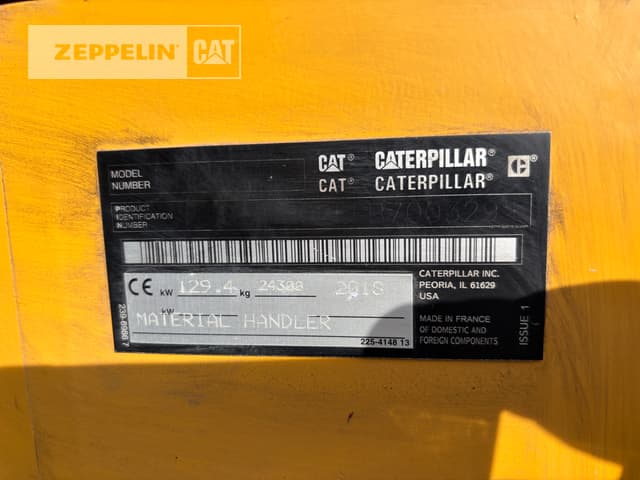 ZEPPELIN CAT
MODEL NUMBER
CAT® CATERPILLAR®
CAT® CATERPILLAR®
C®
PRODUCT IDENTIFICATION NUMBER
CE kW 129.4 kg 24300
kW
MATERIAL HANDLER
225-4148 13
CATERPILLAR INC.
PEORIA, IL 61629
USA
MADE IN FRANCE
OF DOMESTIC AND
FOREIGN COMPONENTS
ISSUE 1